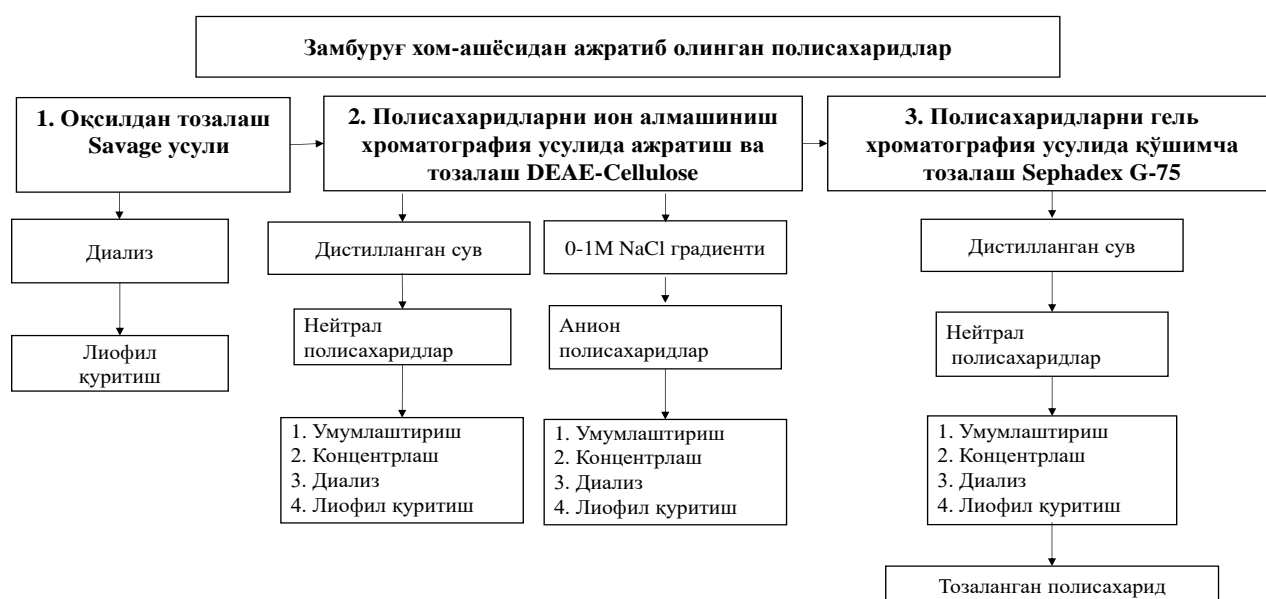 Замбуруғ хом-ашёсидан ажратиб олинган полисахаридлар
1. Оқсилдан тозалаш
Savage усули
2. Полисахаридларни ион алмашиниш
хроматография усулида ажратиш ва
тозалаш DEAE-Cellulose
3. Полисахаридларни гель
хроматография усулида қўшимча
тозалаш Sephadex G-75
Диализ
Лиофил
қуритиш
Дистилланган сув
Нейтрал
полисахаридлар
1. Умумлаштириш
2. Концентрлаш
3. Диализ
4. Лиофил қуритиш
0-1М NaCl градиенти
Анион
полисахаридлар
1. Умумлаштириш
2. Концентрлаш
3. Диализ
4. Лиофил қуритиш
Дистилланган сув
Нейтрал
полисахаридлар
1. Умумлаштириш
2. Концентрлаш
3. Диализ
4. Лиофил қуритиш
Тозаланган полисахарид